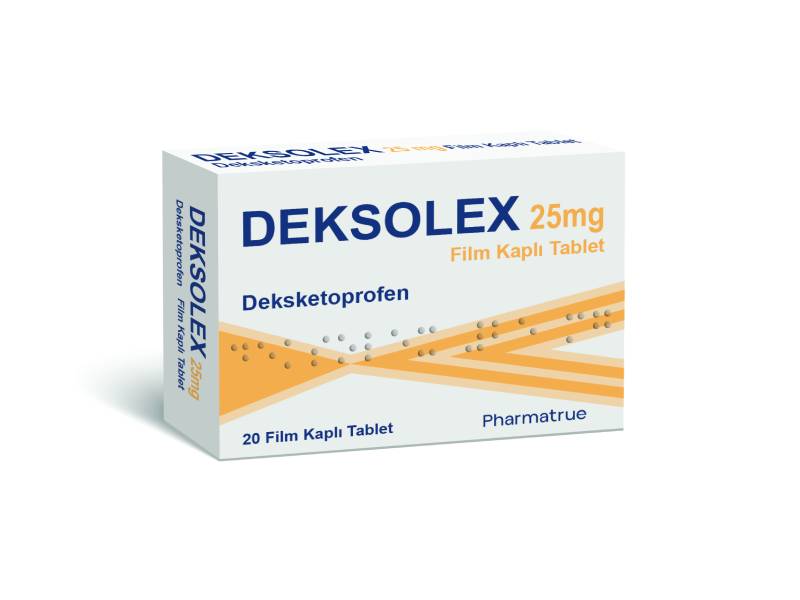 DEKSOLEX 25 mg Film Kaplı Tablet
Deksketoprofen
DEKSOLEX 25mg
Film Kaplı Tablet
Deksketoprofen
20 Film Kaplı Tablet
Pharmatrue
DEKSOLEX 25mg
Deksketoprofen Film Kaplı Tablet